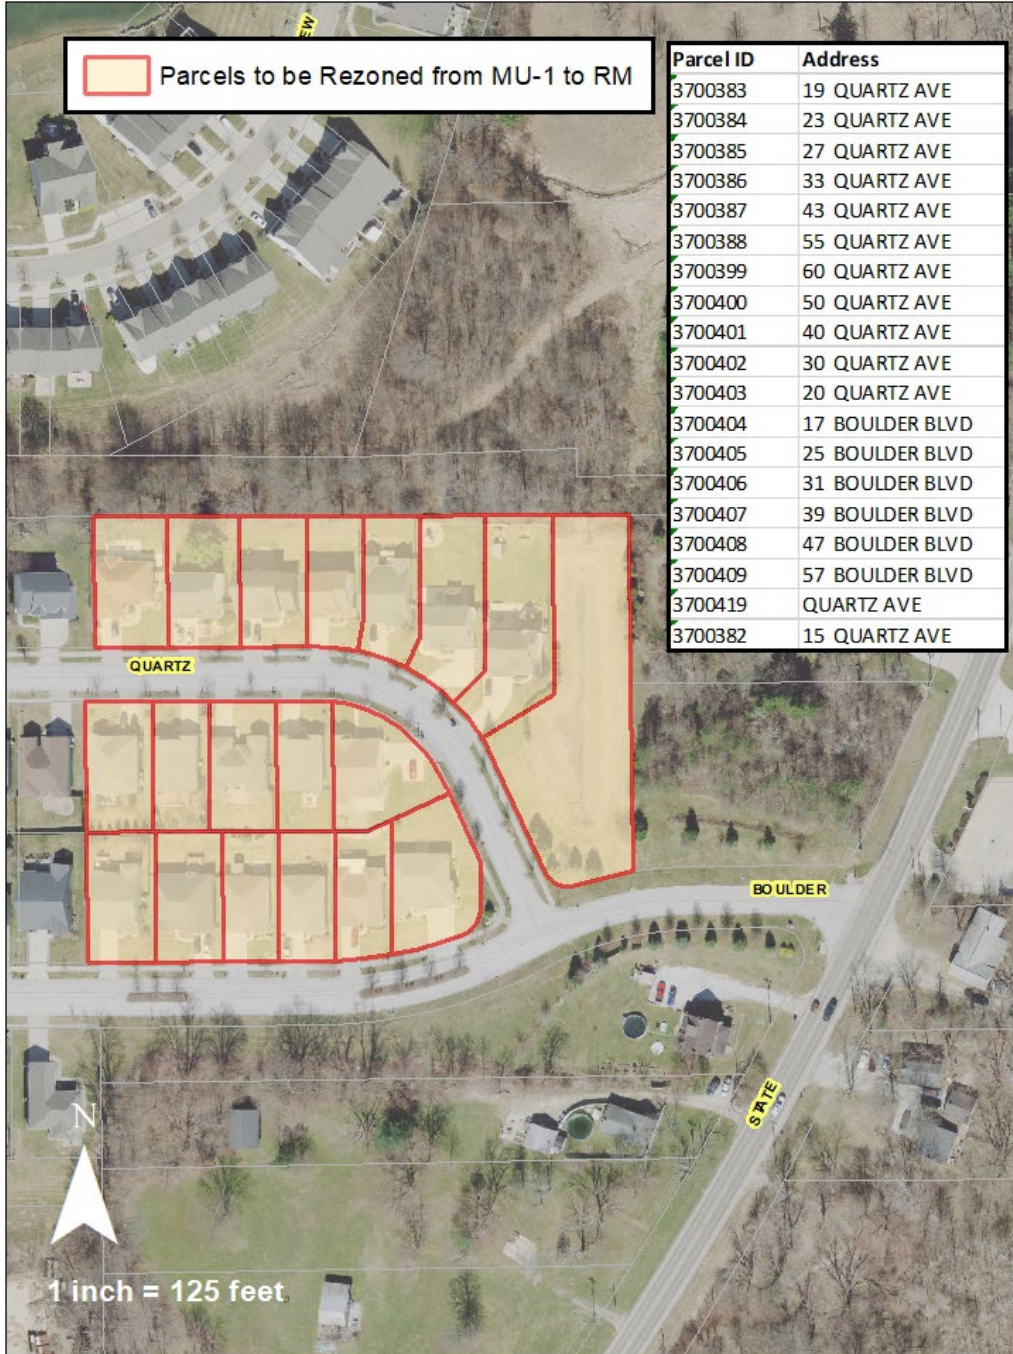 EW
Parcels to be Rezoned from MU-1 to RM
Parcel ID Address
3700383 19 QUARTZ AVE
3700384 23 QUARTZ AVE
3700385 27 QUARTZ AVE
3700386 33 QUARTZ AVE
3700387 43 QUARTZ AVE
3700388 55 QUARTZ AVE
3700399 60 QUARTZ AVE
3700400 50 QUARTZ AVE
3700401 40 QUARTZ AVE
3700402 30 QUARTZ AVE
3700403 20 QUARTZ AVE
3700404 17 BOULDER BLVD
3700405 25 BOULDER BLVD
3700406 31 BOULDER BLVD
3700407 39 BOULDER BLVD
3700408 47 BOULDER BLVD
3700409 57 BOULDER BLVD
3700419 QUARTZ AVE
3700382 15 QUARTZ AVE
QUARTZ
BOULDER
STATE
N
1 inch = 125 feet